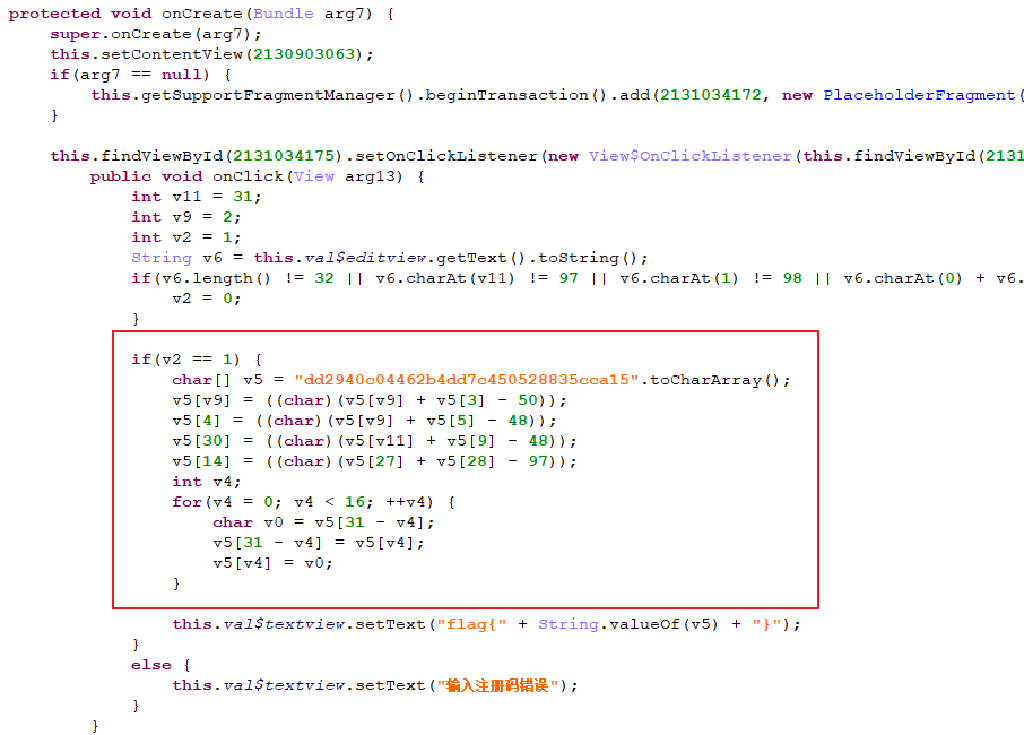 protected void onCreate(Bundle arg7) {
super.onCreate(arg7);
this.setContentView(2130903063);
if(arg7 == null) {
this.getSupportFragmentManager().beginTransaction().add(2131034172, new PlaceholderFragment(
}
this.findViewById(2131034175).setOnClickListener(new View$OnClickListener(this.findViewById(2131
public void onClick(View arg13) {
int v11 = 31;
int v9 = 2;
int v2 = 1;
String v6 = this.val$editview.getText().toString();
if(v6.length() != 32 || v6.charAt(v11) != 97 || v6.charAt(1) != 98 || v6.charAt(0) + v6.
v2 = 0;
}
if(v2 == 1) {
char[] v5 = "dd2940c04462b4dd7c450528835cca15".toCharArray();
v5[v9] = ((char)(v5[v9] + v5[3] - 50));
v5[4] = ((char)(v5[v9] + v5[5] - 48));
v5[30] = ((char)(v5[v11] + v5[9] - 48));
v5[14] = ((char)(v5[27] + v5[28] - 97));
int v4;
for(v4 = 0; v4 < 16; ++v4) {
char v0 = v5[31 - v4];
v5[31 - v4] = v5[v4];
v5[v4] = v0;
}
this.val$textview.setText("flag{" + String.valueOf(v5) + "}");
}
else {
this.val$textview.setText("输入注册码错误");
}
}